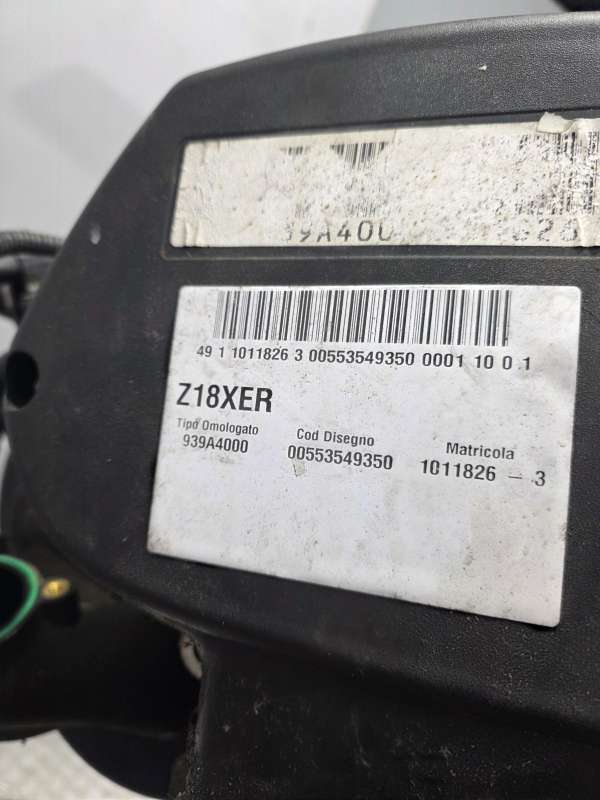 49 1 1011826 3 00553549350 0001 10 0 1
Z18XER
Tipo Omologato
939A4000
Cod Disegno
00553549350
Matricola
1011826 – 3